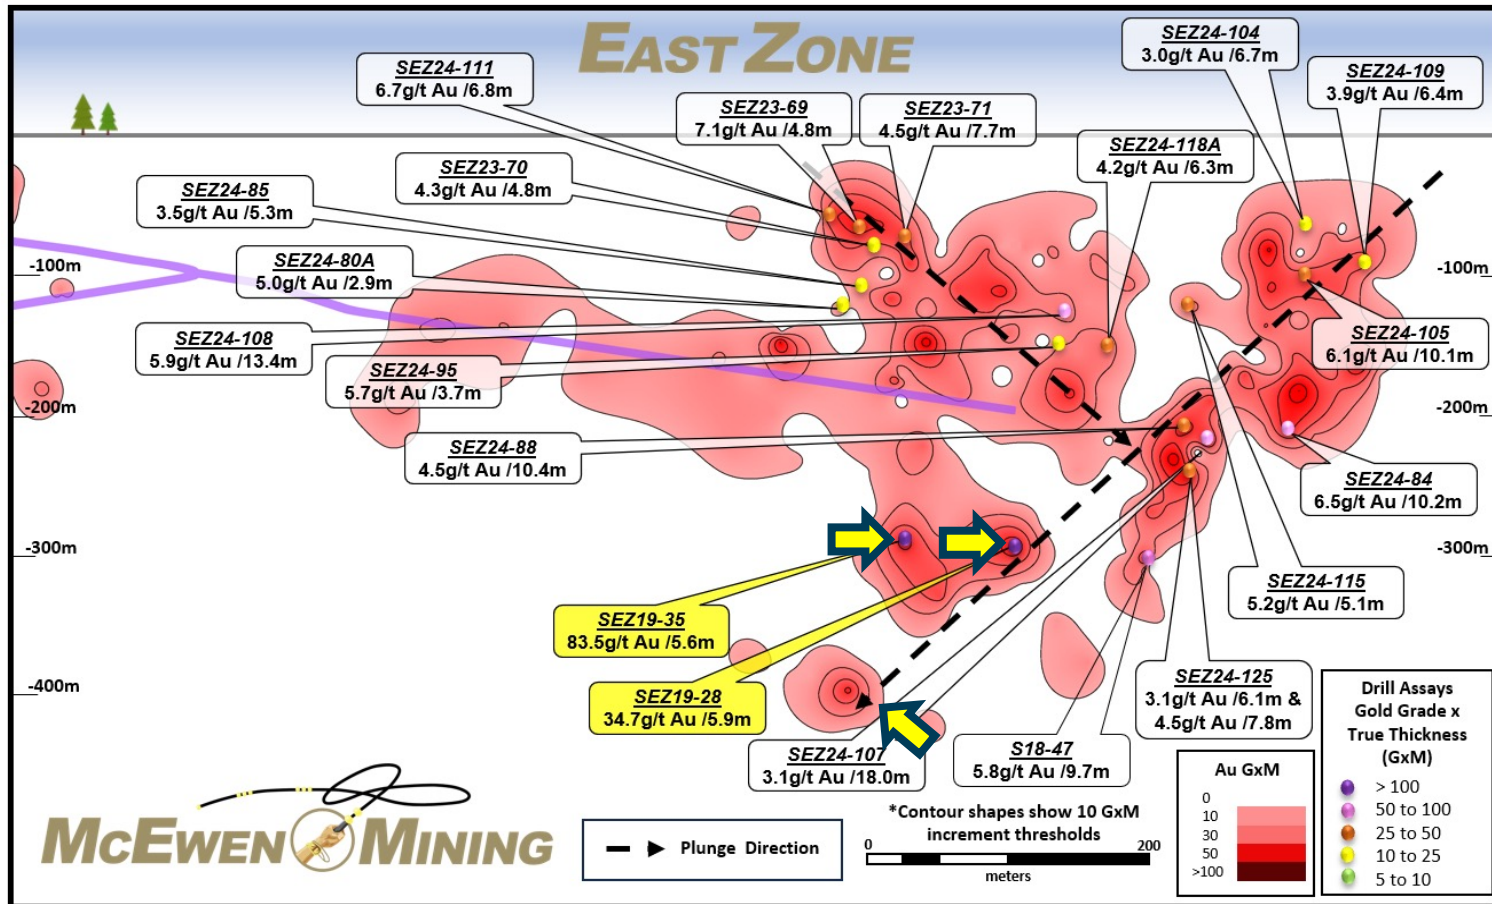 EAST ZONE
SEZ24-104
3.0g/t Au /6.7m
SEZ24-111
6.7g/t Au /6.8m
SEZ24-109
3.9g/t Au /6.4m
SEZ23-69
7.1g/t Au /4.8m
SEZ23-71
4.5g/t Au /7.7m
SEZ24-118A
4.2g/t Au /6.3m
SEZ23-70
4.3g/t Au /4.8m
SEZ24-85
3.5g/t Au /5.3m
SEZ24-80A
5.0g/t Au /2.9m
-100m
-100m
SEZ24-108
5.9g/t Au /13.4m
SEZ24-105
6.1g/t Au /10.1m
SEZ24-95
5.7g/t Au /3.7m
-200m
-200m
SEZ24-88
4.5g/t Au /10.4m
SEZ24-84
6.5g/t Au /10.2m
-300m
-300m
SEZ24-115
5.2g/t Au /5.1m
SEZ19-35
83.5g/t Au /5.6m
SEZ24-125
3.1g/t Au /6.1m &
4.5g/t Au /7.8m
-400m
SEZ19-28
34.7g/t Au /5.9m
SEZ24-107
3.1g/t Au /18.0m
S18-47
5.8g/t Au /9.7m
Drill Assays
Gold Grade x
True Thickness
(GxM)
> 100
50 to 100
25 to 50
10 to 25
5 to 10
Au GxM
0
10
30
50
>100
*Contour shapes show 10 GxM
increment thresholds
0
200
meters
Plunge Direction
MCEWEN MINING